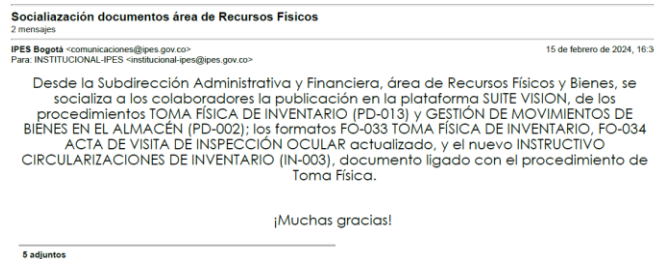 Socialiazación documentos área de Recursos Físicos
2 mensajes
IPES Bogotá <comunicaciones@ipes.gov.co>
15 de febrero de 2024, 16:3
Para: INSTITUCIONAL-IPES <institucional-ipes@ipes.gov.co>
Desde la Subdirección Administrativa y Financiera, área de Recursos Físicos y Bienes, se
socializa a los colaboradores la publicación en la plataforma SUITE VISION, de los
procedimientos TOMA FÍSICA DE INVENTARIO (PD-013) y GESTIÓN DE MOVIMIENTOS DE
BIENES EN EL ALMACÉN (PD-002); los formatos FO-033 TOMA FÍSICA DE INVENTARIO, FO-034
ACTA DE VISITA DE INSPECCIÓN OCULAR actualizado, y el nuevo INSTRUCTIVO
CIRCULARIZACIONES DE INVENTARIO (IN-003), documento ligado con el procedimiento de
Toma Física.
¡Muchas gracias!
5 adjuntos